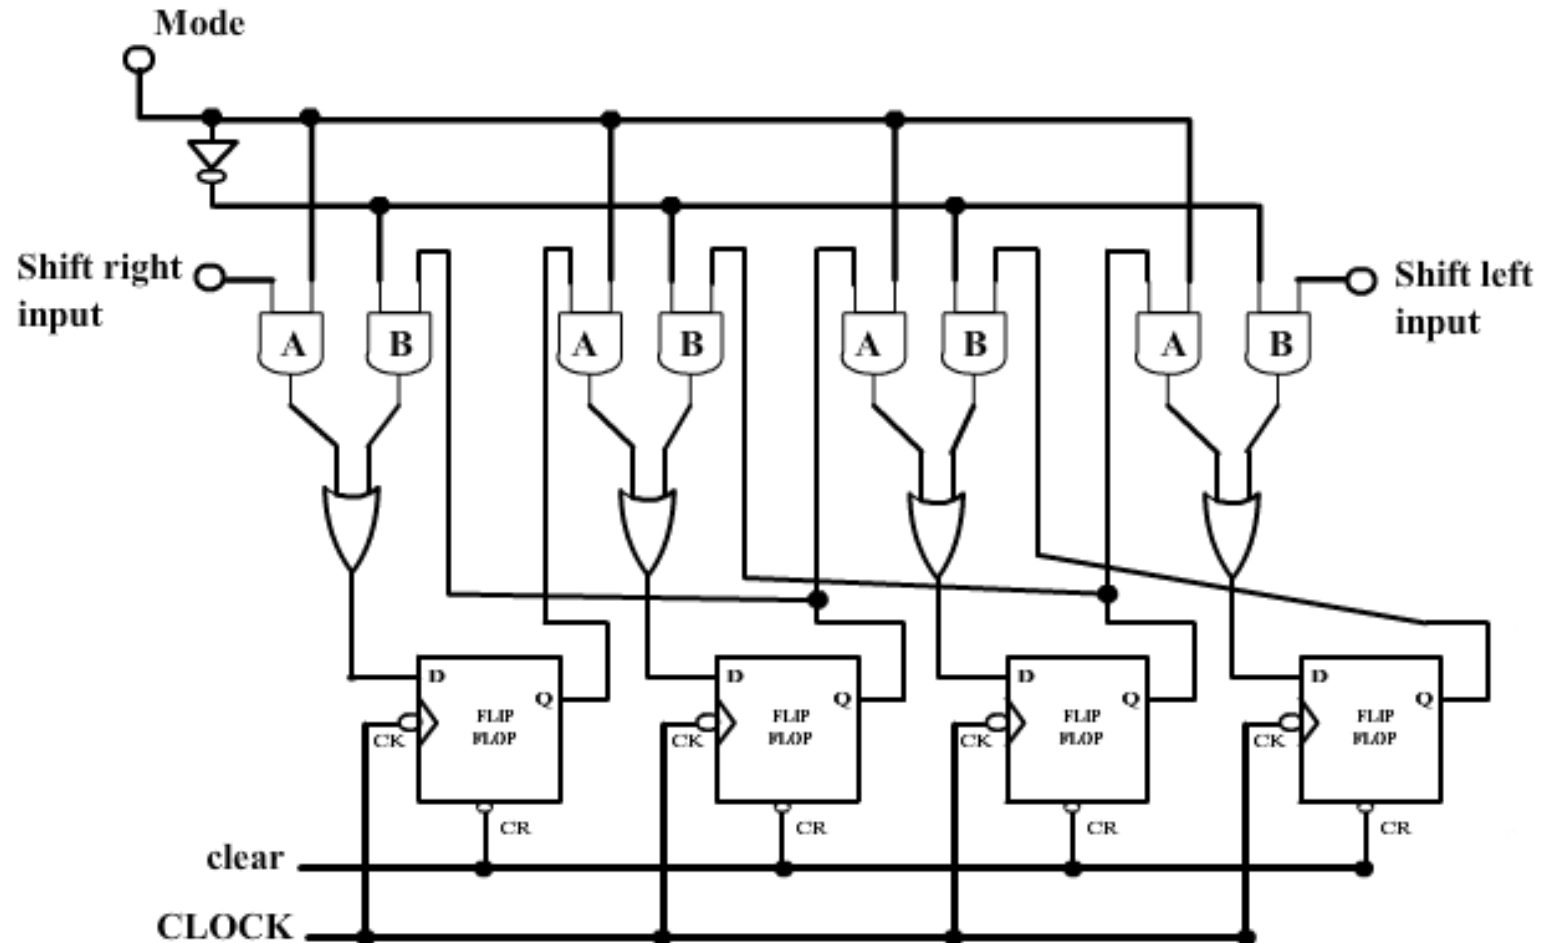 Mode
Shift right
input
Shift left
input
A
B
A
B
A
B
A
B
D
Q
FLIP
FLOP
CK
CR
D
Q
FLIP
FLOP
CK
CR
D
Q
FLIP
FLOP
CK
CR
D
Q
FLIP
FLOP
CK
CR
clear
CLOCK